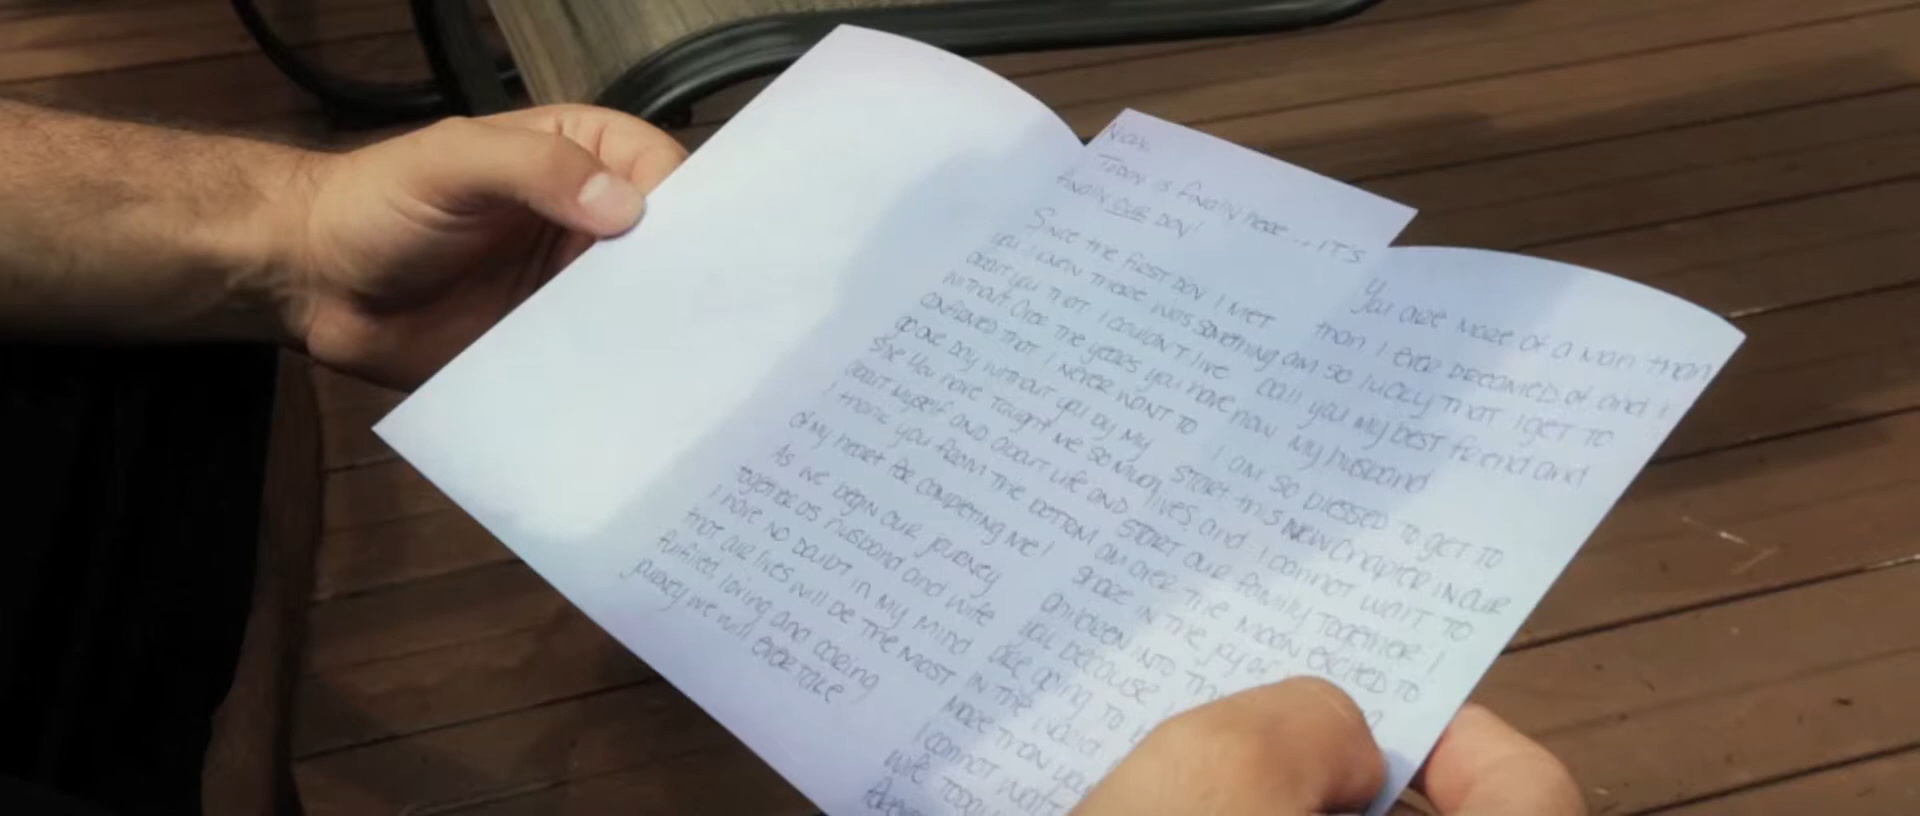 Nick,
Today is finally here... it's
finally our day!
Since the first day I met
you, I knew there was something
about you that I couldn't live
without. Over the years you have
confirmed that I never want to
go one day without you by my
side. You have taught me so much
about myself and about life and
I thank you from the bottom
of my heart for completing me!
As we begin our journey
together as husband and wife
I have no doubt in my mind
that our lives will be the most
fulfilled, loving and caring
journey we will ever take
You are more of a man than
than I ever dreamed of and I
am so lucky that I get to
call you my best friend and
now my husband
I am so blessed to get to
start this new chapter in our
lives and I cannot wait to
start our family together. I
am over the moon excited to
share in the joy of
children into
you because
are going to
in the world
more than you
I cannot wait
wife today
forever